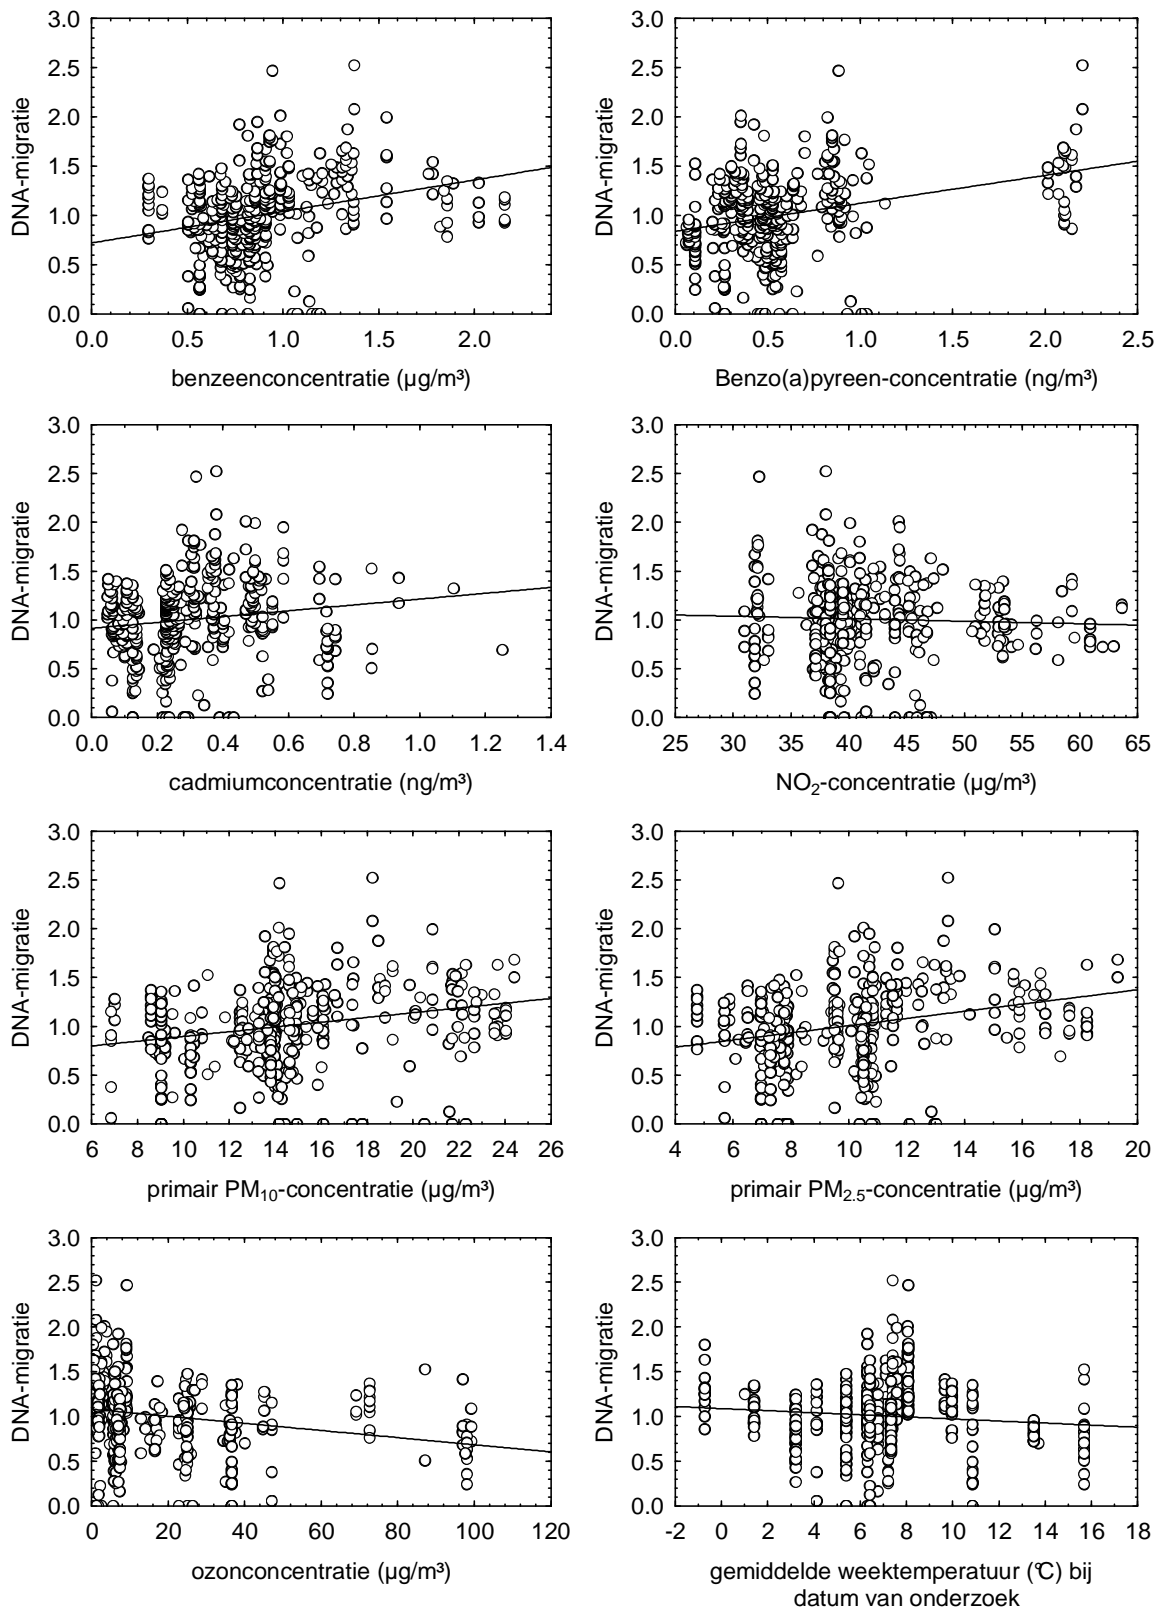 3.0 3.0
2.5 2.5
2.0 2.0
1.5 1.5
1.0 1.0
0.5 0.5
0.0 0.0
DNA-migratie DNA-migratie
0.0 0.5 1.0 1.5 2.0 0.0 0.5 1.0 1.5 2.0 2.5
benzeenconcentratie (µg/m³) Benzo(a)pyreen-concentratie (ng/m³)
3.0 3.0
2.5 2.5
2.0 2.0
1.5 1.5
1.0 1.0
0.5 0.5
0.0 0.0
DNA-migratie DNA-migratie
0.0 0.2 0.4 0.6 0.8 1.0 1.2 1.4 25 30 35 40 45 50 55 60 65
cadmiumconcentratie (ng/m³) NO₂-concentratie (µg/m³)
3.0 3.0
2.5 2.5
2.0 2.0
1.5 1.5
1.0 1.0
0.5 0.5
0.0 0.0
DNA-migratie DNA-migratie
6 8 10 12 14 16 18 20 22 24 26 4 6 8 10 12 14 16 18 20
primair PM₁₀-concentratie (µg/m³) primair PM₂.₅-concentratie (µg/m³)
3.0 3.0
2.5 2.5
2.0 2.0
1.5 1.5
1.0 1.0
0.5 0.5
0.0 0.0
DNA-migratie DNA-migratie
0 20 40 60 80 100 120 -2 0 2 4 6 8 10 12 14 16 18
ozonconcentratie (µg/m³) gemiddelde weektemperatuur (°C) bij
datum van onderzoek